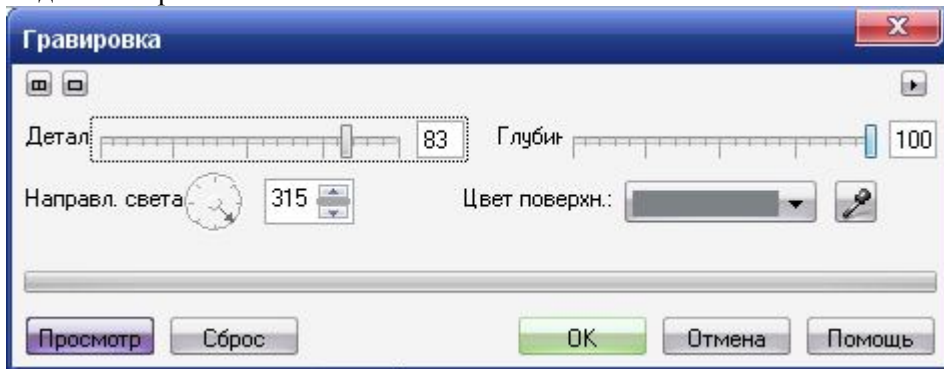 Гравировка
Детал 83 Глубин 100
Направл. света 315 Цвет поверхн.:
Просмотр Сброс OK Отмена Помощь